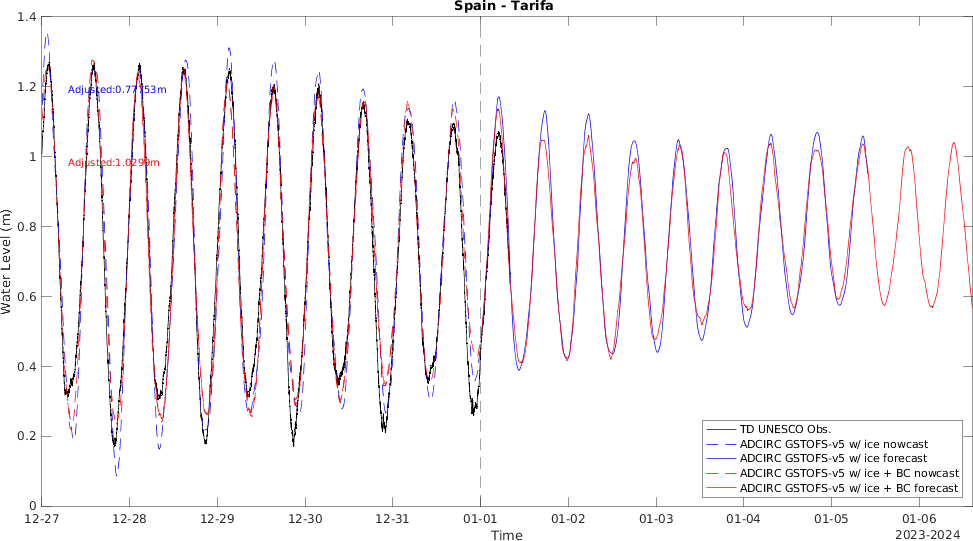 Spain - Tarifa
1.4
1.2
1
0.8
0.6
0.4
0.2
0
Water Level (m)
Adjusted:0.77753m
Adjusted:1.0299m
TD UNESCO Obs.
ADCIRC GSTOFS-v5 w/ ice nowcast
ADCIRC GSTOFS-v5 w/ ice forecast
ADCIRC GSTOFS-v5 w/ ice + BC nowcast
ADCIRC GSTOFS-v5 w/ ice + BC forecast
12-27 12-28 12-29 12-30 12-31 01-01 01-02 01-03 01-04 01-05 01-06
Time
2023-2024